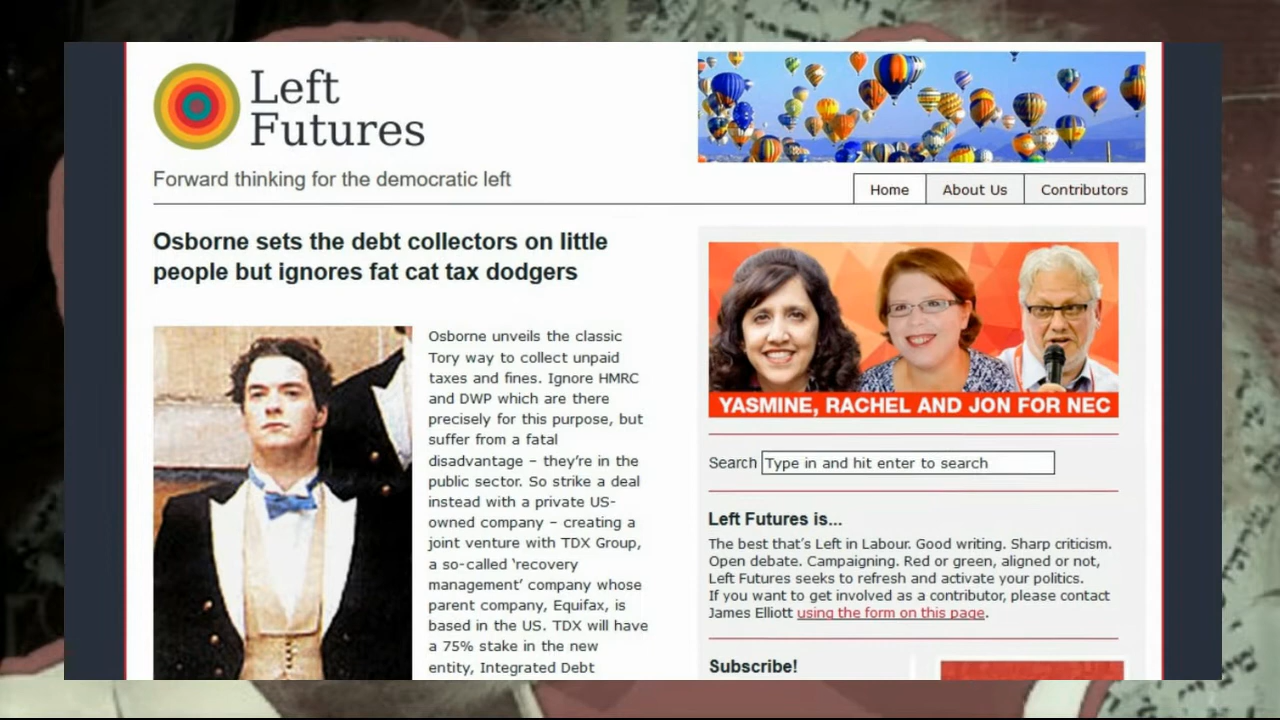 Left
Futures
Forward thinking for the democratic left
Home
About Us
Contributors
Osborne sets the debt collectors on little
people but ignores fat cat tax dodgers
Osborne unveils the classic
Tory way to collect unpaid
taxes and fines. Ignore HMRC
and DWP which are there
precisely for this purpose, but
suffer from a fatal
disadvantage – they're in the
public sector. So strike a deal
instead with a private US-
owned company – creating a
joint venture with TDX Group,
a so-called 'recovery
management' company whose
parent company, Equifax, is
based in the US. TDX will have
a 75% stake in the new
entity, Integrated Debt
YASMINE, RACHEL AND JON FOR NEC
Search Type in and hit enter to search
Left Futures is...
The best that's Left in Labour. Good writing. Sharp criticism.
Open debate. Campaigning. Red or green, aligned or not,
Left Futures seeks to refresh and activate your politics.
If you want to get involved as a contributor, please contact
James Elliott using the form on this page.
Subscribe!